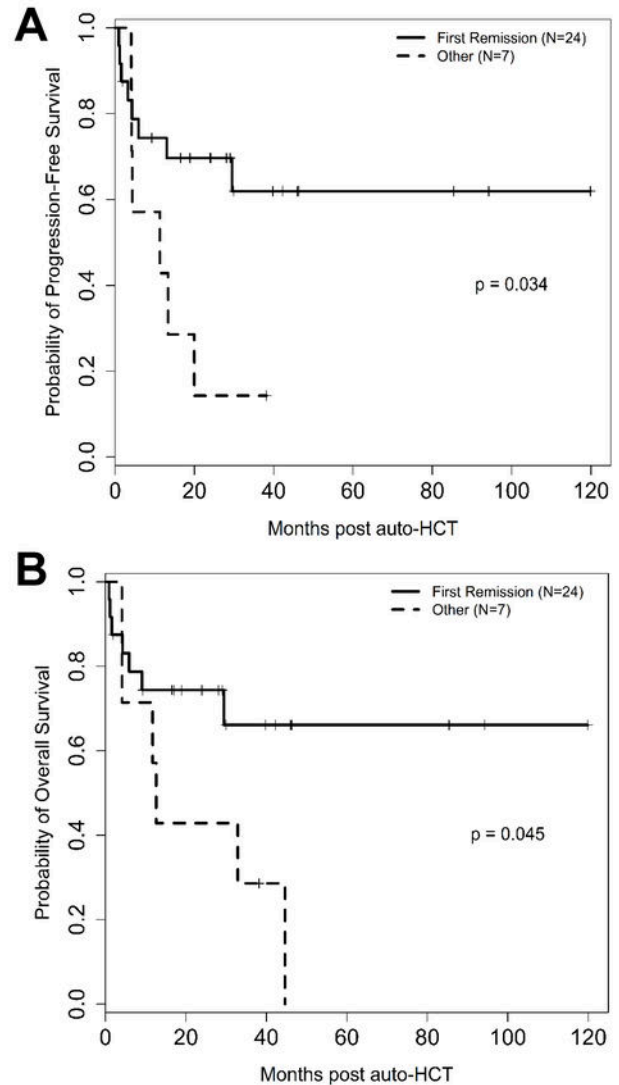 A
First Remission (N=24)
Other (N=7)
Probability of Progression-Free Survival
1.0
0.8
0.6
0.4
0.2
0.0
p = 0.034
0 20 40 60 80 100 120
Months post auto-HCT
B
First Remission (N=24)
Other (N=7)
Probability of Overall Survival
1.0
0.8
0.6
0.4
0.2
0.0
p = 0.045
0 20 40 60 80 100 120
Months post auto-HCT